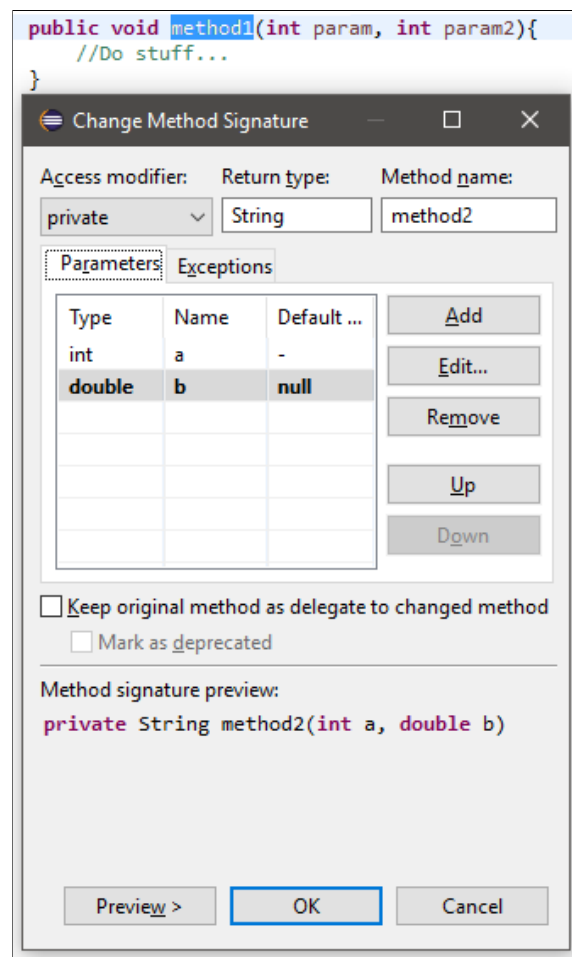 public void method1(int param, int param2){
//Do stuff...
}
Change Method Signature
Access modifier: Return type: Method name:
private String method2
Parameters Exceptions
Type Name Default ... Add
int a - Edit...
double b null
Remove
Up
Down
Keep original method as delegate to changed method
Mark as deprecated
Method signature preview:
private String method2(int a, double b)
Preview > OK Cancel